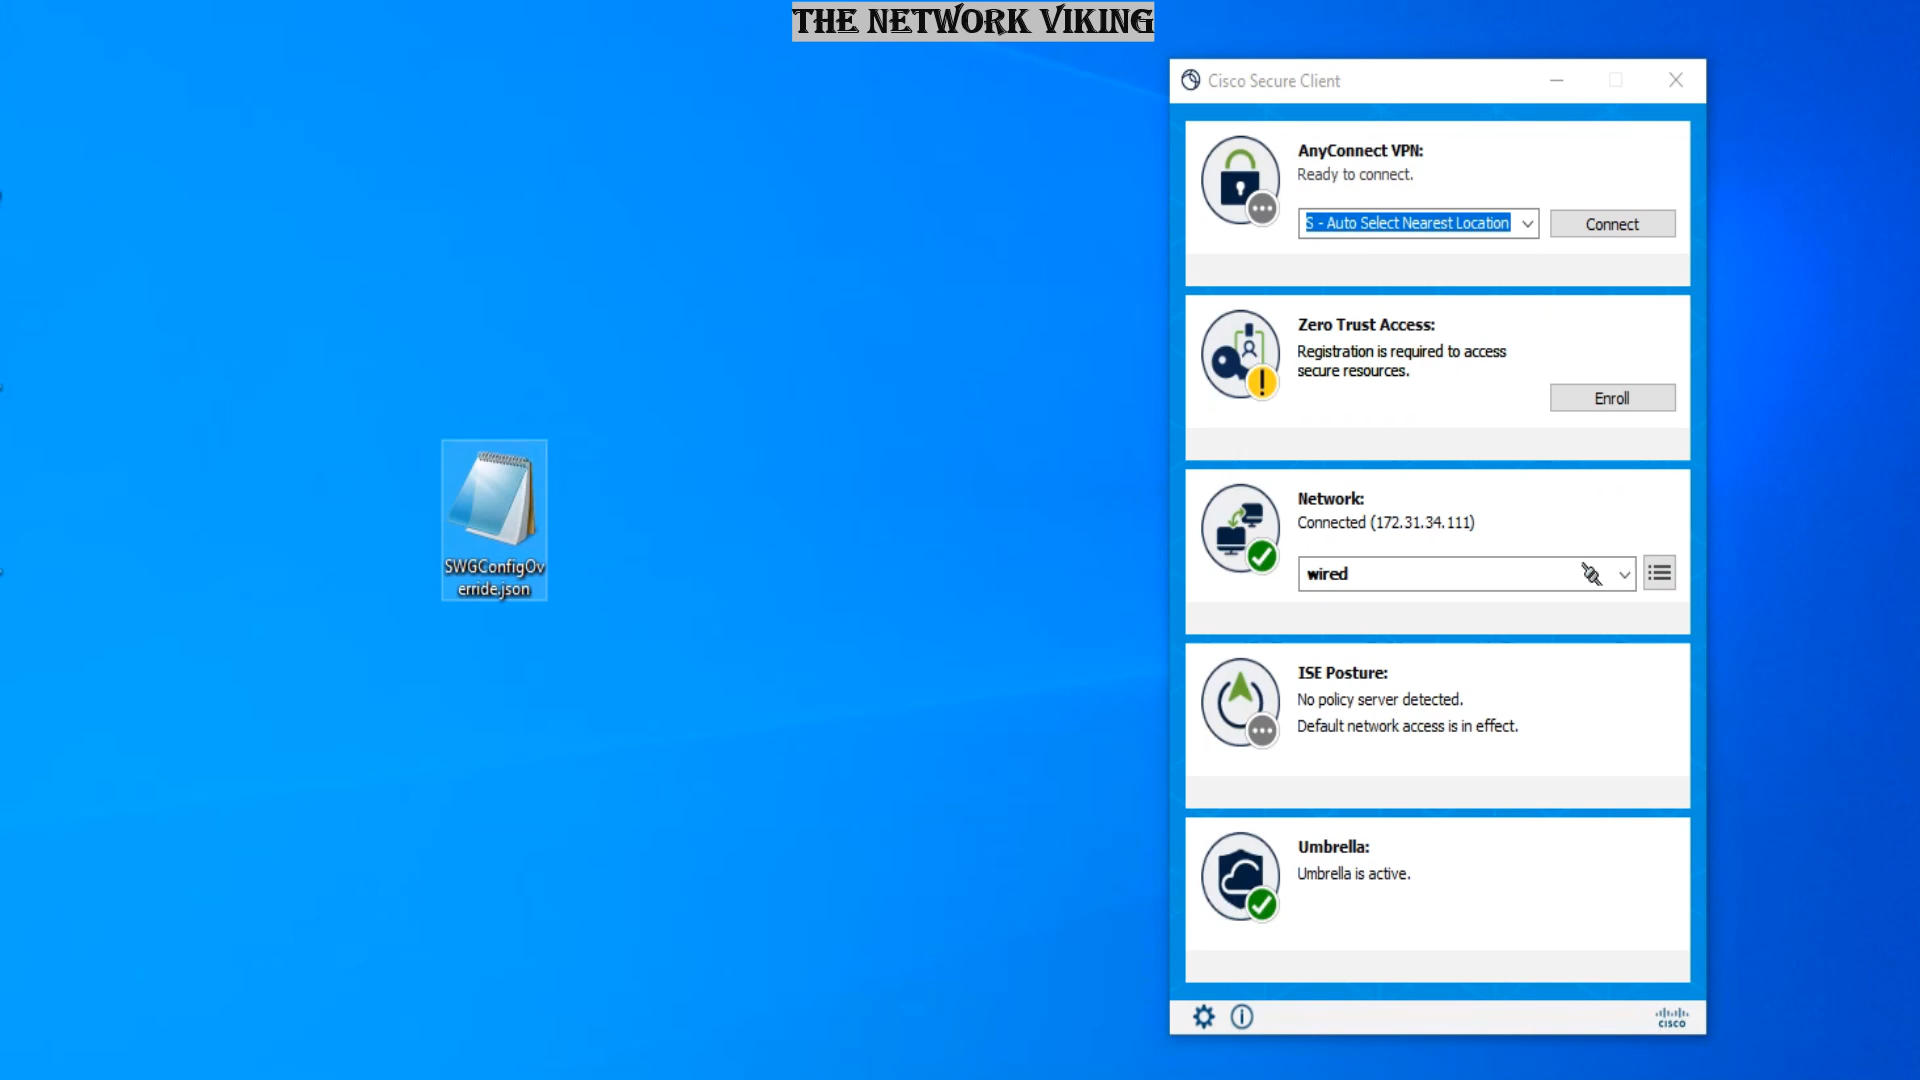 THE NETWORK VIKING
Cisco Secure Client
AnyConnect VPN:
Ready to connect.
S - Auto Select Nearest Location
Connect
Zero Trust Access:
Registration is required to access
secure resources.
Enroll
Network:
Connected (172.31.34.111)
wired
SWGConfigOv
erride.json
ISE Posture:
No policy server detected.
Default network access is in effect.
Umbrella:
Umbrella is active.
CISCO